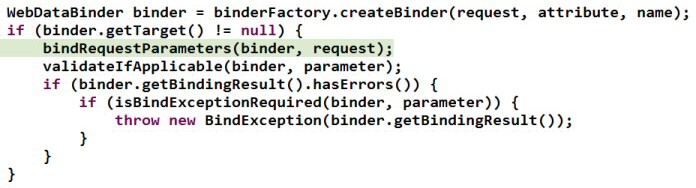 WebDataBinder binder = binderFactory.createBinder(request, attribute, name);
if (binder.getTarget() != null) {
    bindRequestParameters(binder, request);
    validateIfApplicable(binder, parameter);
    if (binder.getBindingResult().hasErrors()) {
        if (isBindExceptionRequired(binder, parameter)) {
            throw new BindException(binder.getBindingResult());
        }
    }
}